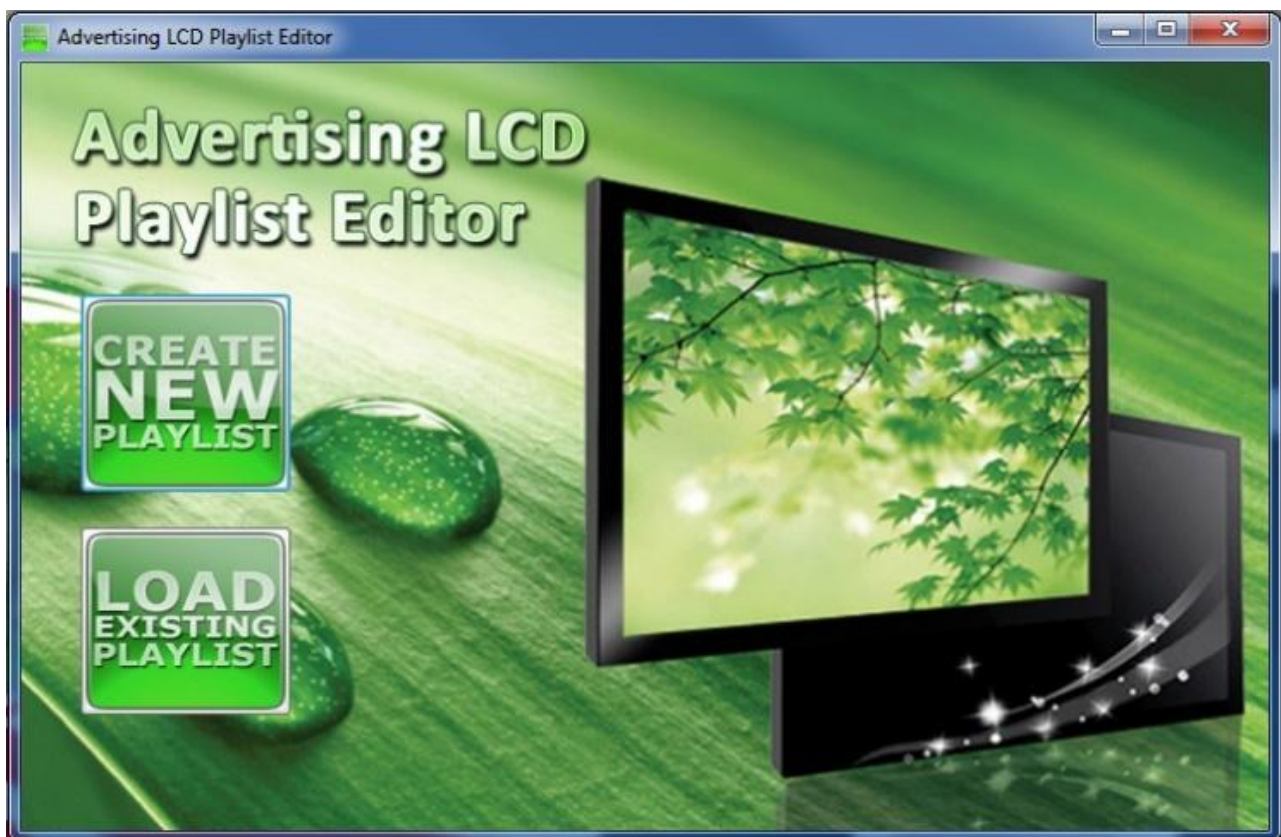 Advertising LCD Playlist Editor
Advertising LCD
Playlist Editor
CREATE
NEW
PLAYLIST
LOAD
EXISTING
PLAYLIST